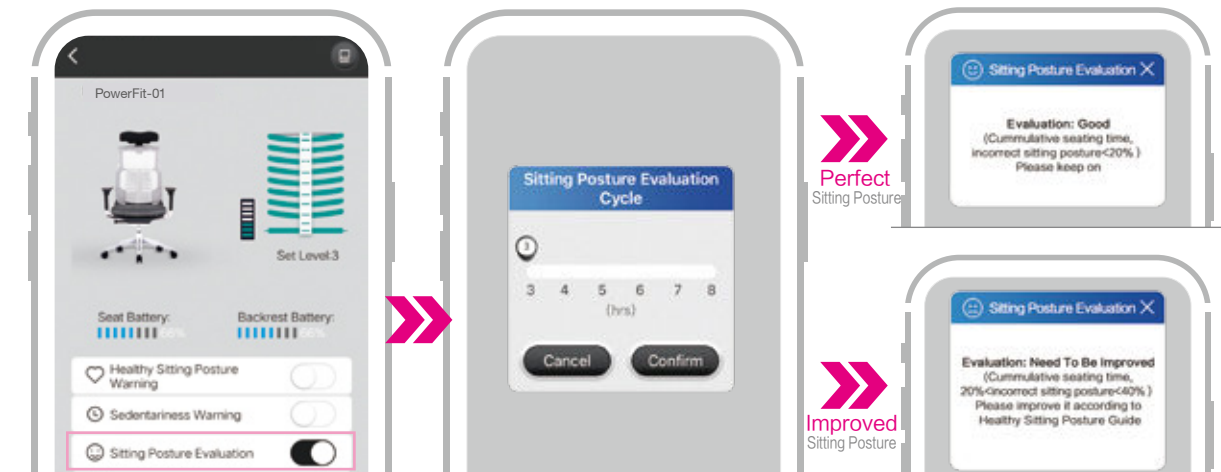 PowerFit-01
Set Level:3
Seat Battery:
Backrest Battery:
66%
66%
Healthy Sitting Posture
Warning
Sedentariness Warning
Sitting Posture Evaluation
Sitting Posture Evaluation
Cycle
3
3 4 5 6 7 8
(hrs)
Cancel
Confirm
Perfect
Sitting Posture
Sitting Posture Evaluation
Evaluation: Good
(Cummulative seating time,
incorrect sitting posture<20% )
Please keep on
Improved
Sitting Posture
Sitting Posture Evaluation
Evaluation: Need To Be Improved
(Cummulative seating time,
20%<incorrect sitting posture<40% )
Please improve it according to
Healthy Sitting Posture Guide